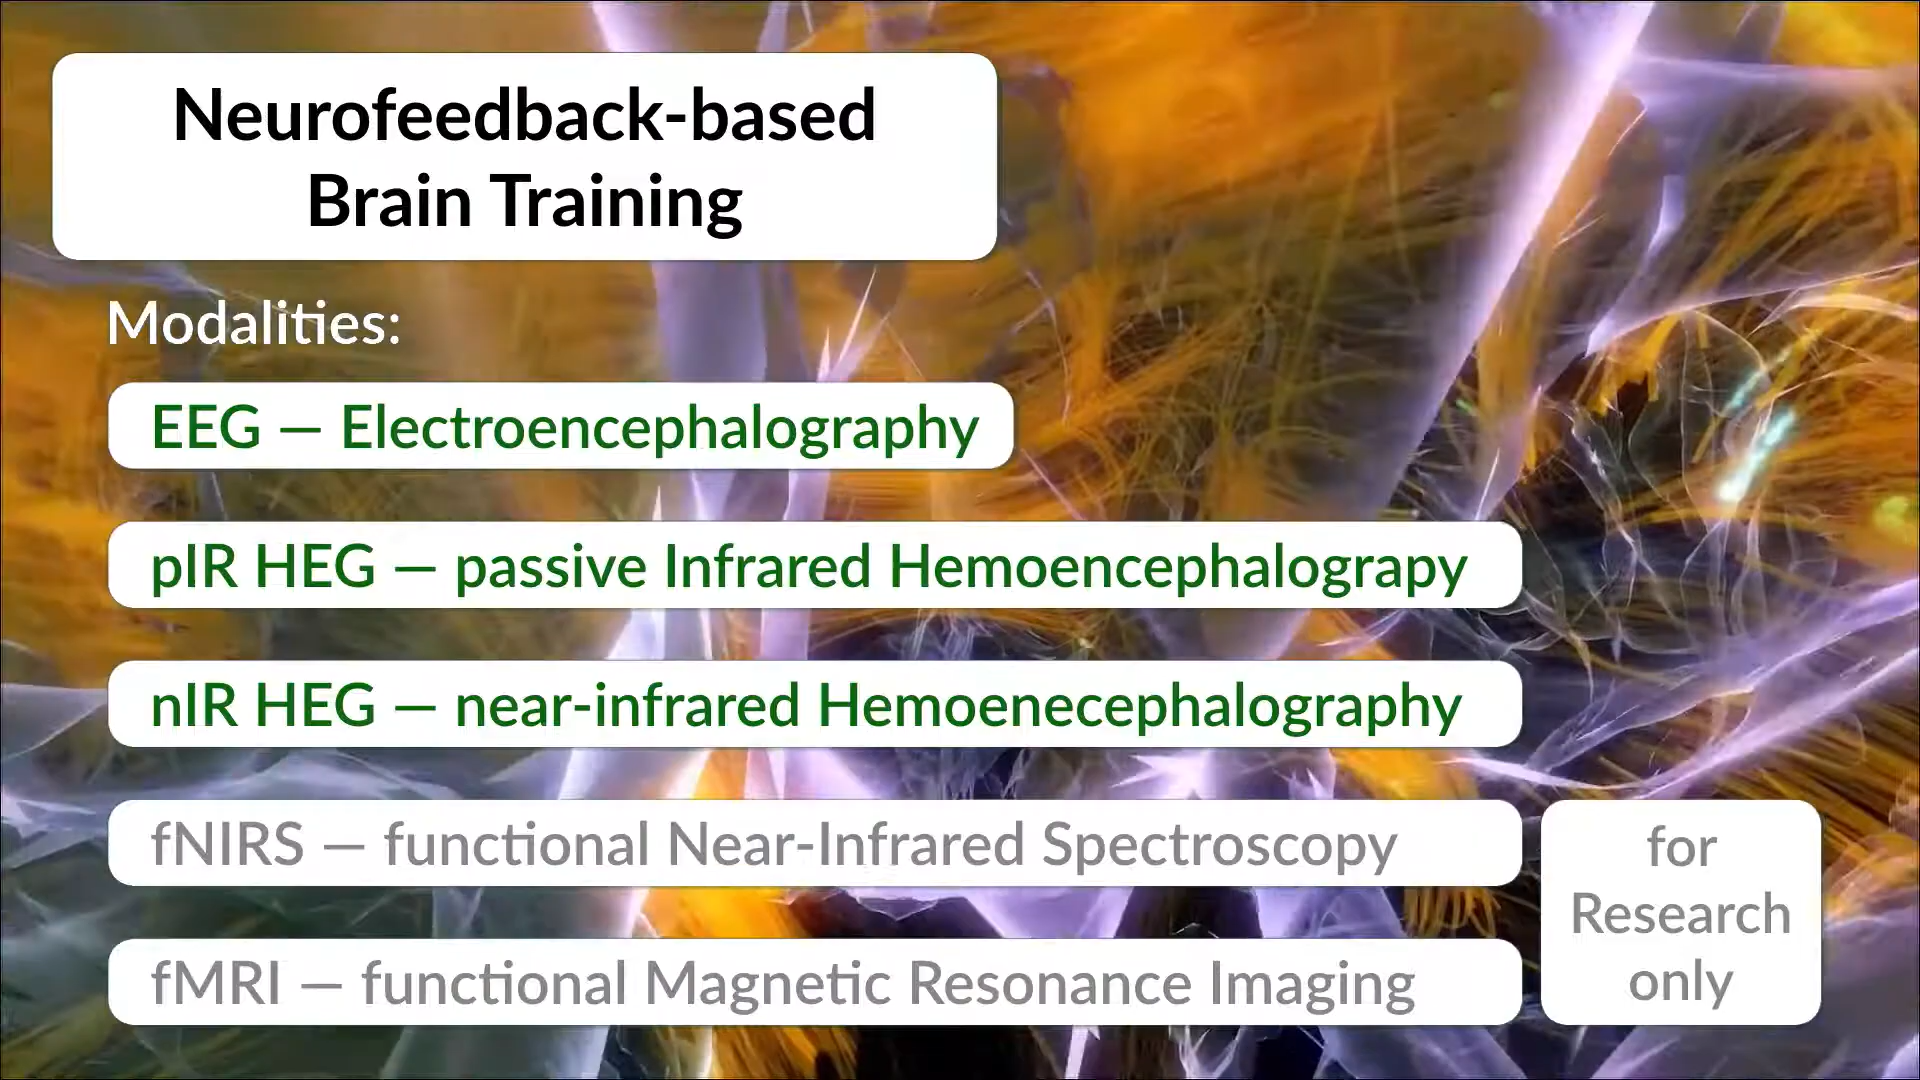 Neurofeedback-based
Brain Training
Modalities:
EEG — Electroencephalography
pIR HEG — passive Infrared Hemoencephalograpy
nIR HEG — near-infrared Hemoenecephalography
fNIRS — functional Near-Infrared Spectroscopy
fMRI — functional Magnetic Resonance Imaging
for
Research
only